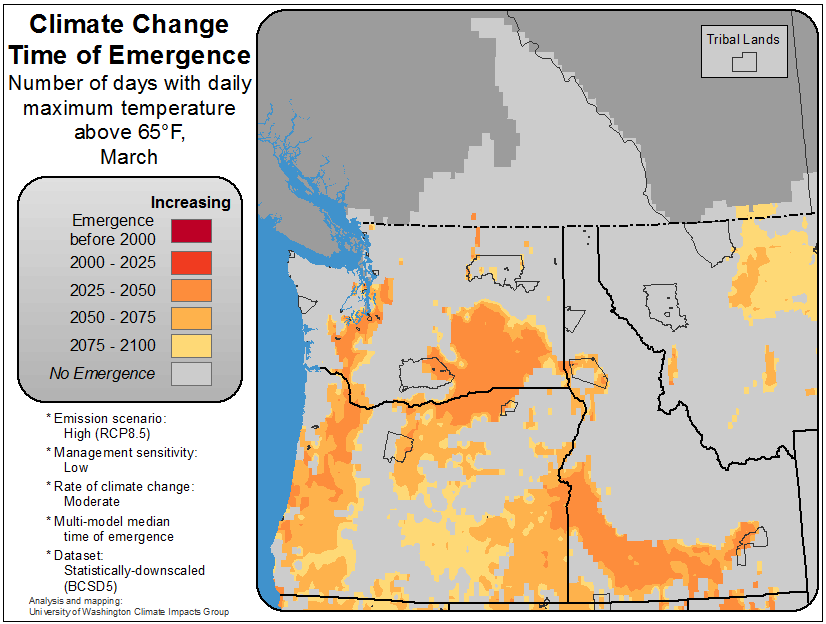 Climate Change
Time of Emergence
Number of days with daily
maximum temperature
above 65°F,
March
Increasing
Emergence
before 2000
2000 - 2025
2025 - 2050
2050 - 2075
2075 - 2100
No Emergence
* Emission scenario:
High (RCP8.5)
* Management sensitivity:
Low
* Rate of climate change:
Moderate
* Multi-model median
time of emergence
* Dataset:
Statistically-downscaled
(BCSD5)
Analysis and mapping:
University of Washington Climate Impacts Group
Tribal Lands